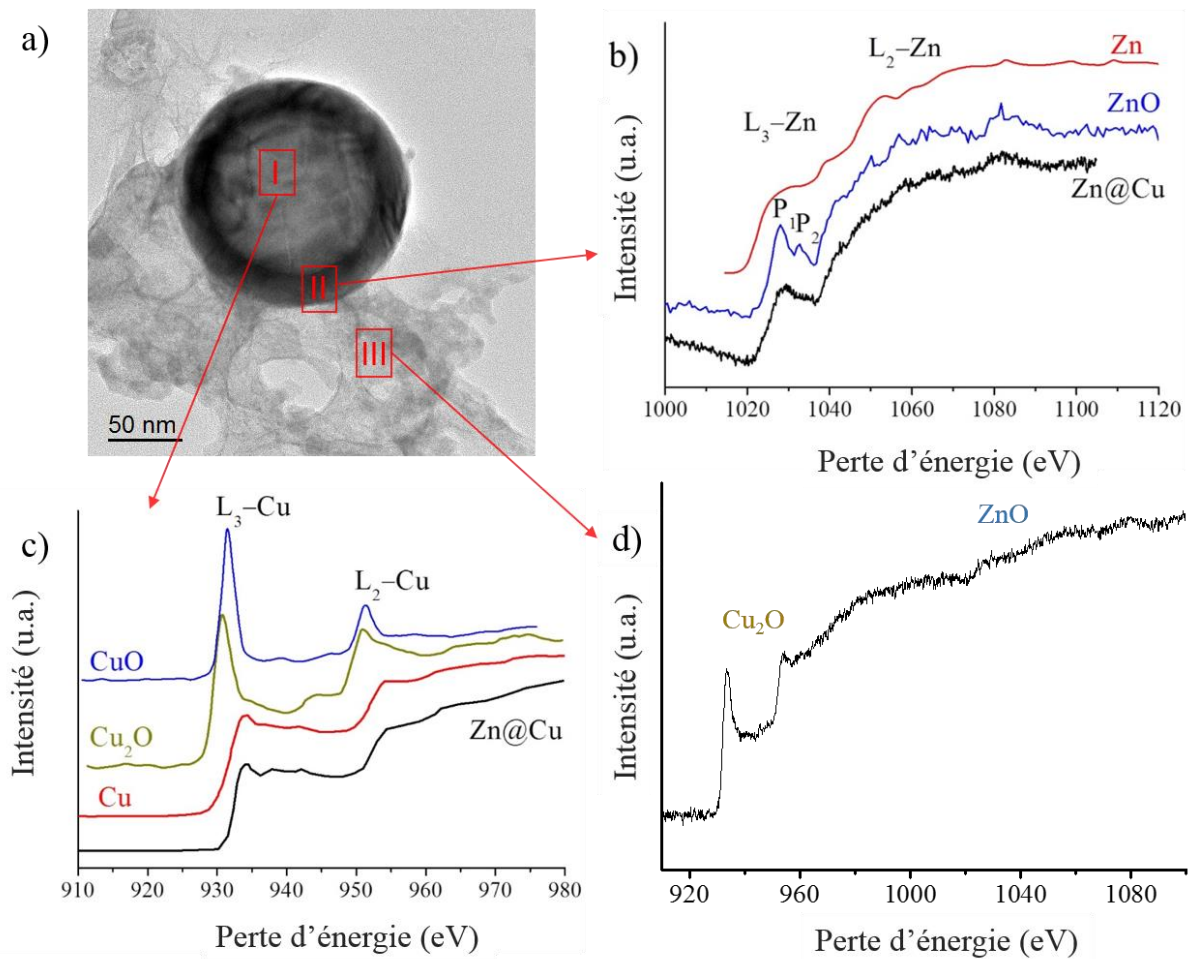 a)
I
II
III
50 nm
b)
L₂–Zn
Zn
L₃–Zn
ZnO
P₁P₂
Zn@Cu
Intensité (u.a.)
1000 1020 1040 1060 1080 1100 1120
Perte d’énergie (eV)
c)
L₃–Cu
L₂–Cu
CuO
Cu₂O
Zn@Cu
Cu
Intensité (u.a.)
910 920 930 940 950 960 970 980
Perte d’énergie (eV)
d)
ZnO
Cu₂O
Intensité (u.a.)
920 960 1000 1040 1080
Perte d’énergie (eV)